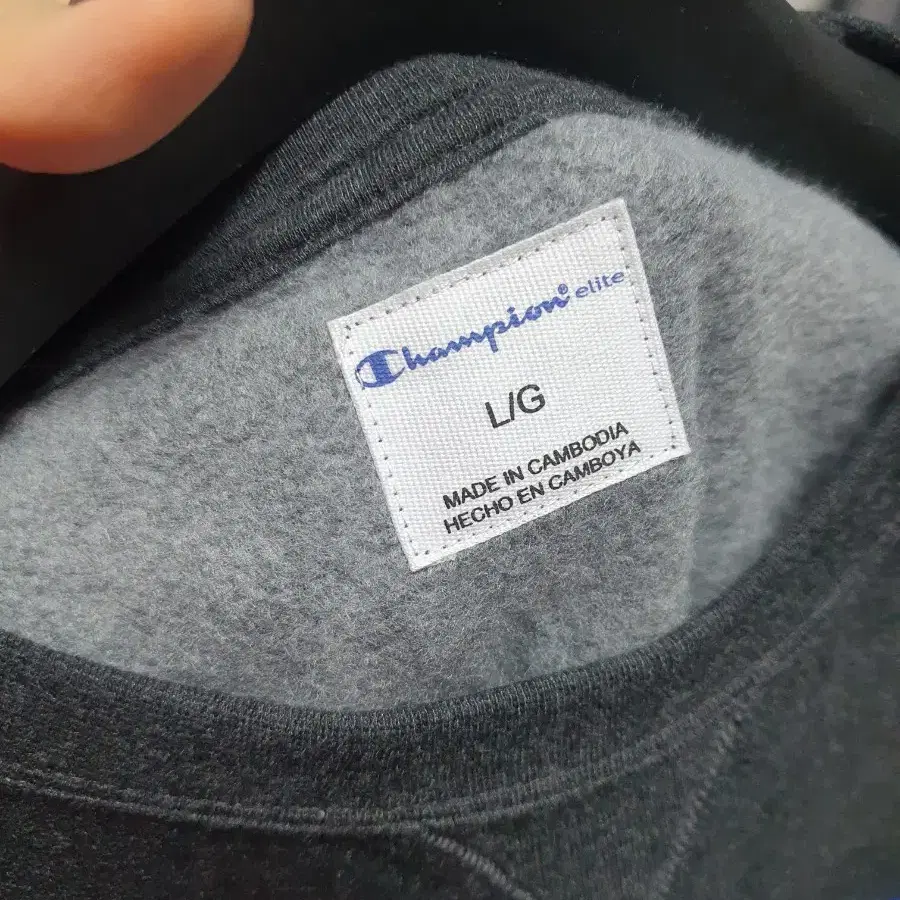 Champion® elite
L/G
MADE IN CAMBODIA
HECHO EN CAMBOYA